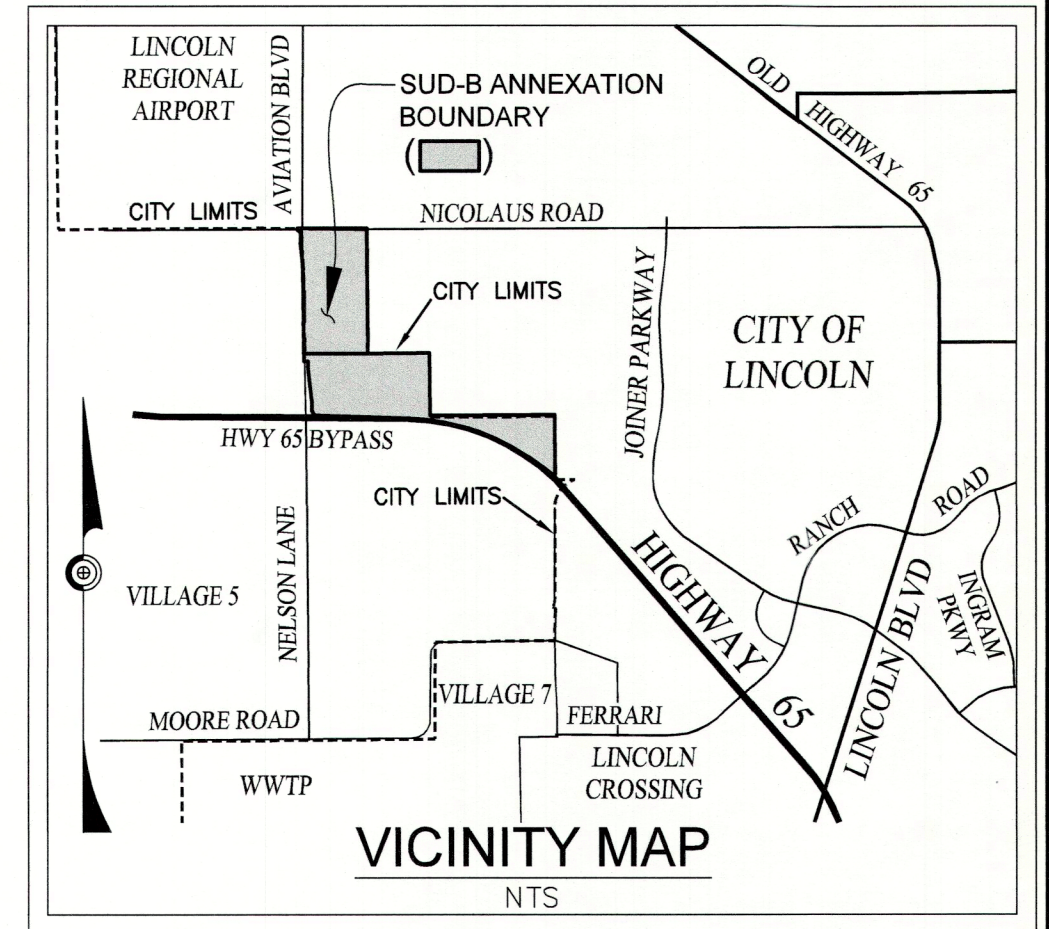 LINCOLN
REGIONAL
AIRPORT
AVIATION BLVD
SUD-B ANNEXATION
BOUNDARY
( )
OLD
HIGHWAY 65
CITY LIMITS
NICOLAUS ROAD
CITY LIMITS
JOINER PARKWAY
CITY OF
LINCOLN
HWY 65 BYPASS
CITY LIMITS
NELSON LANE
VILLAGE 5
HIGHWAY 65
RANCH
ROAD
INGRAM
PKWY
LINCOLN BLVD
VILLAGE 7
MOORE ROAD
FERRARI
LINCOLN
CROSSING
WWTP
VICINITY MAP
NTS